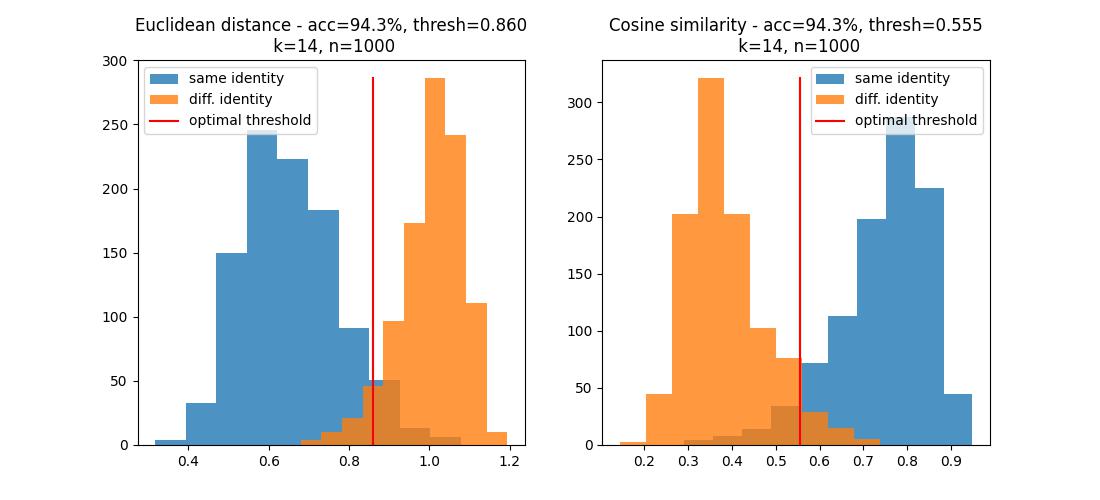 Euclidean distance - acc=94.3%, thresh=0.860
k=14, n=1000
same identity
diff. identity
optimal threshold
300
250
200
150
100
50
0
0.4 0.6 0.8 1.0 1.2
Cosine similarity - acc=94.3%, thresh=0.555
k=14, n=1000
same identity
diff. identity
optimal threshold
300
250
200
150
100
50
0
0.2 0.3 0.4 0.5 0.6 0.7 0.8 0.9